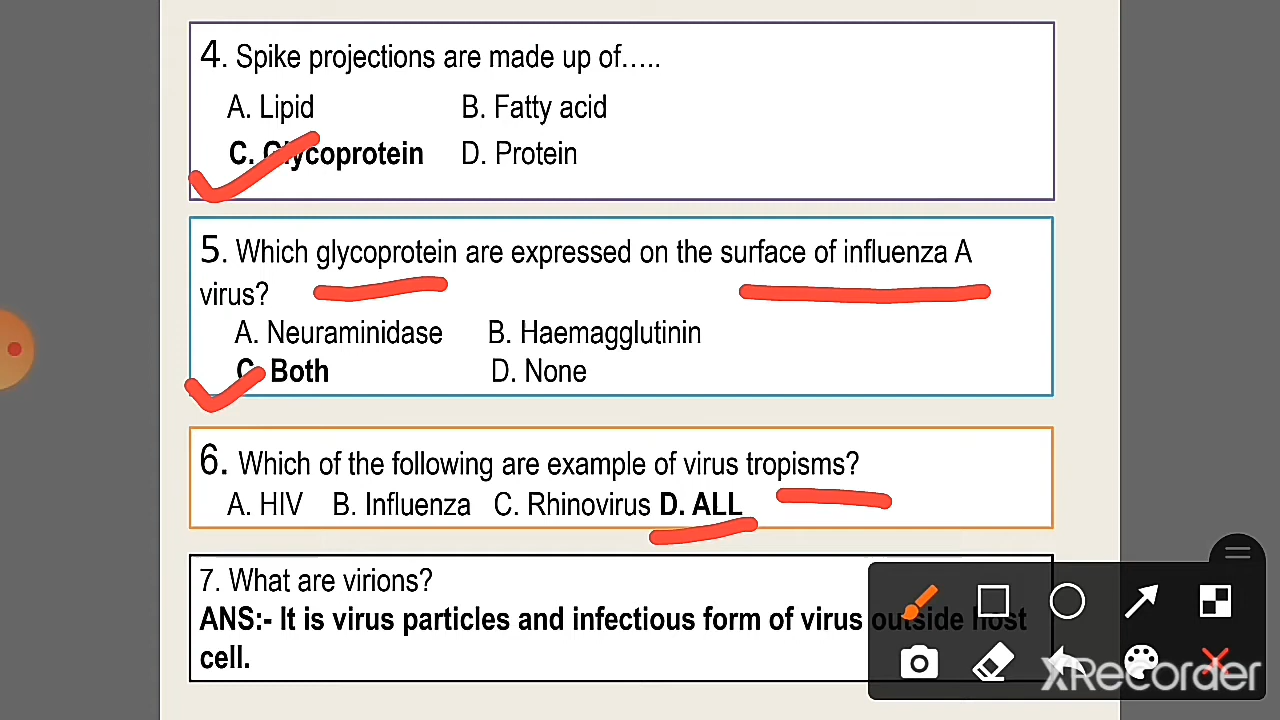 4. Spike projections are made up of…..
A. Lipid B. Fatty acid
C. Glycoprotein D. Protein
5. Which glycoprotein are expressed on the surface of influenza A
virus?
A. Neuraminidase B. Haemagglutinin
C. Both D. None
6. Which of the following are example of virus tropisms?
A. HIV B. Influenza C. Rhinovirus D. ALL
7. What are virions?
ANS:- It is virus particles and infectious form of virus outside host
cell.
XRecorder